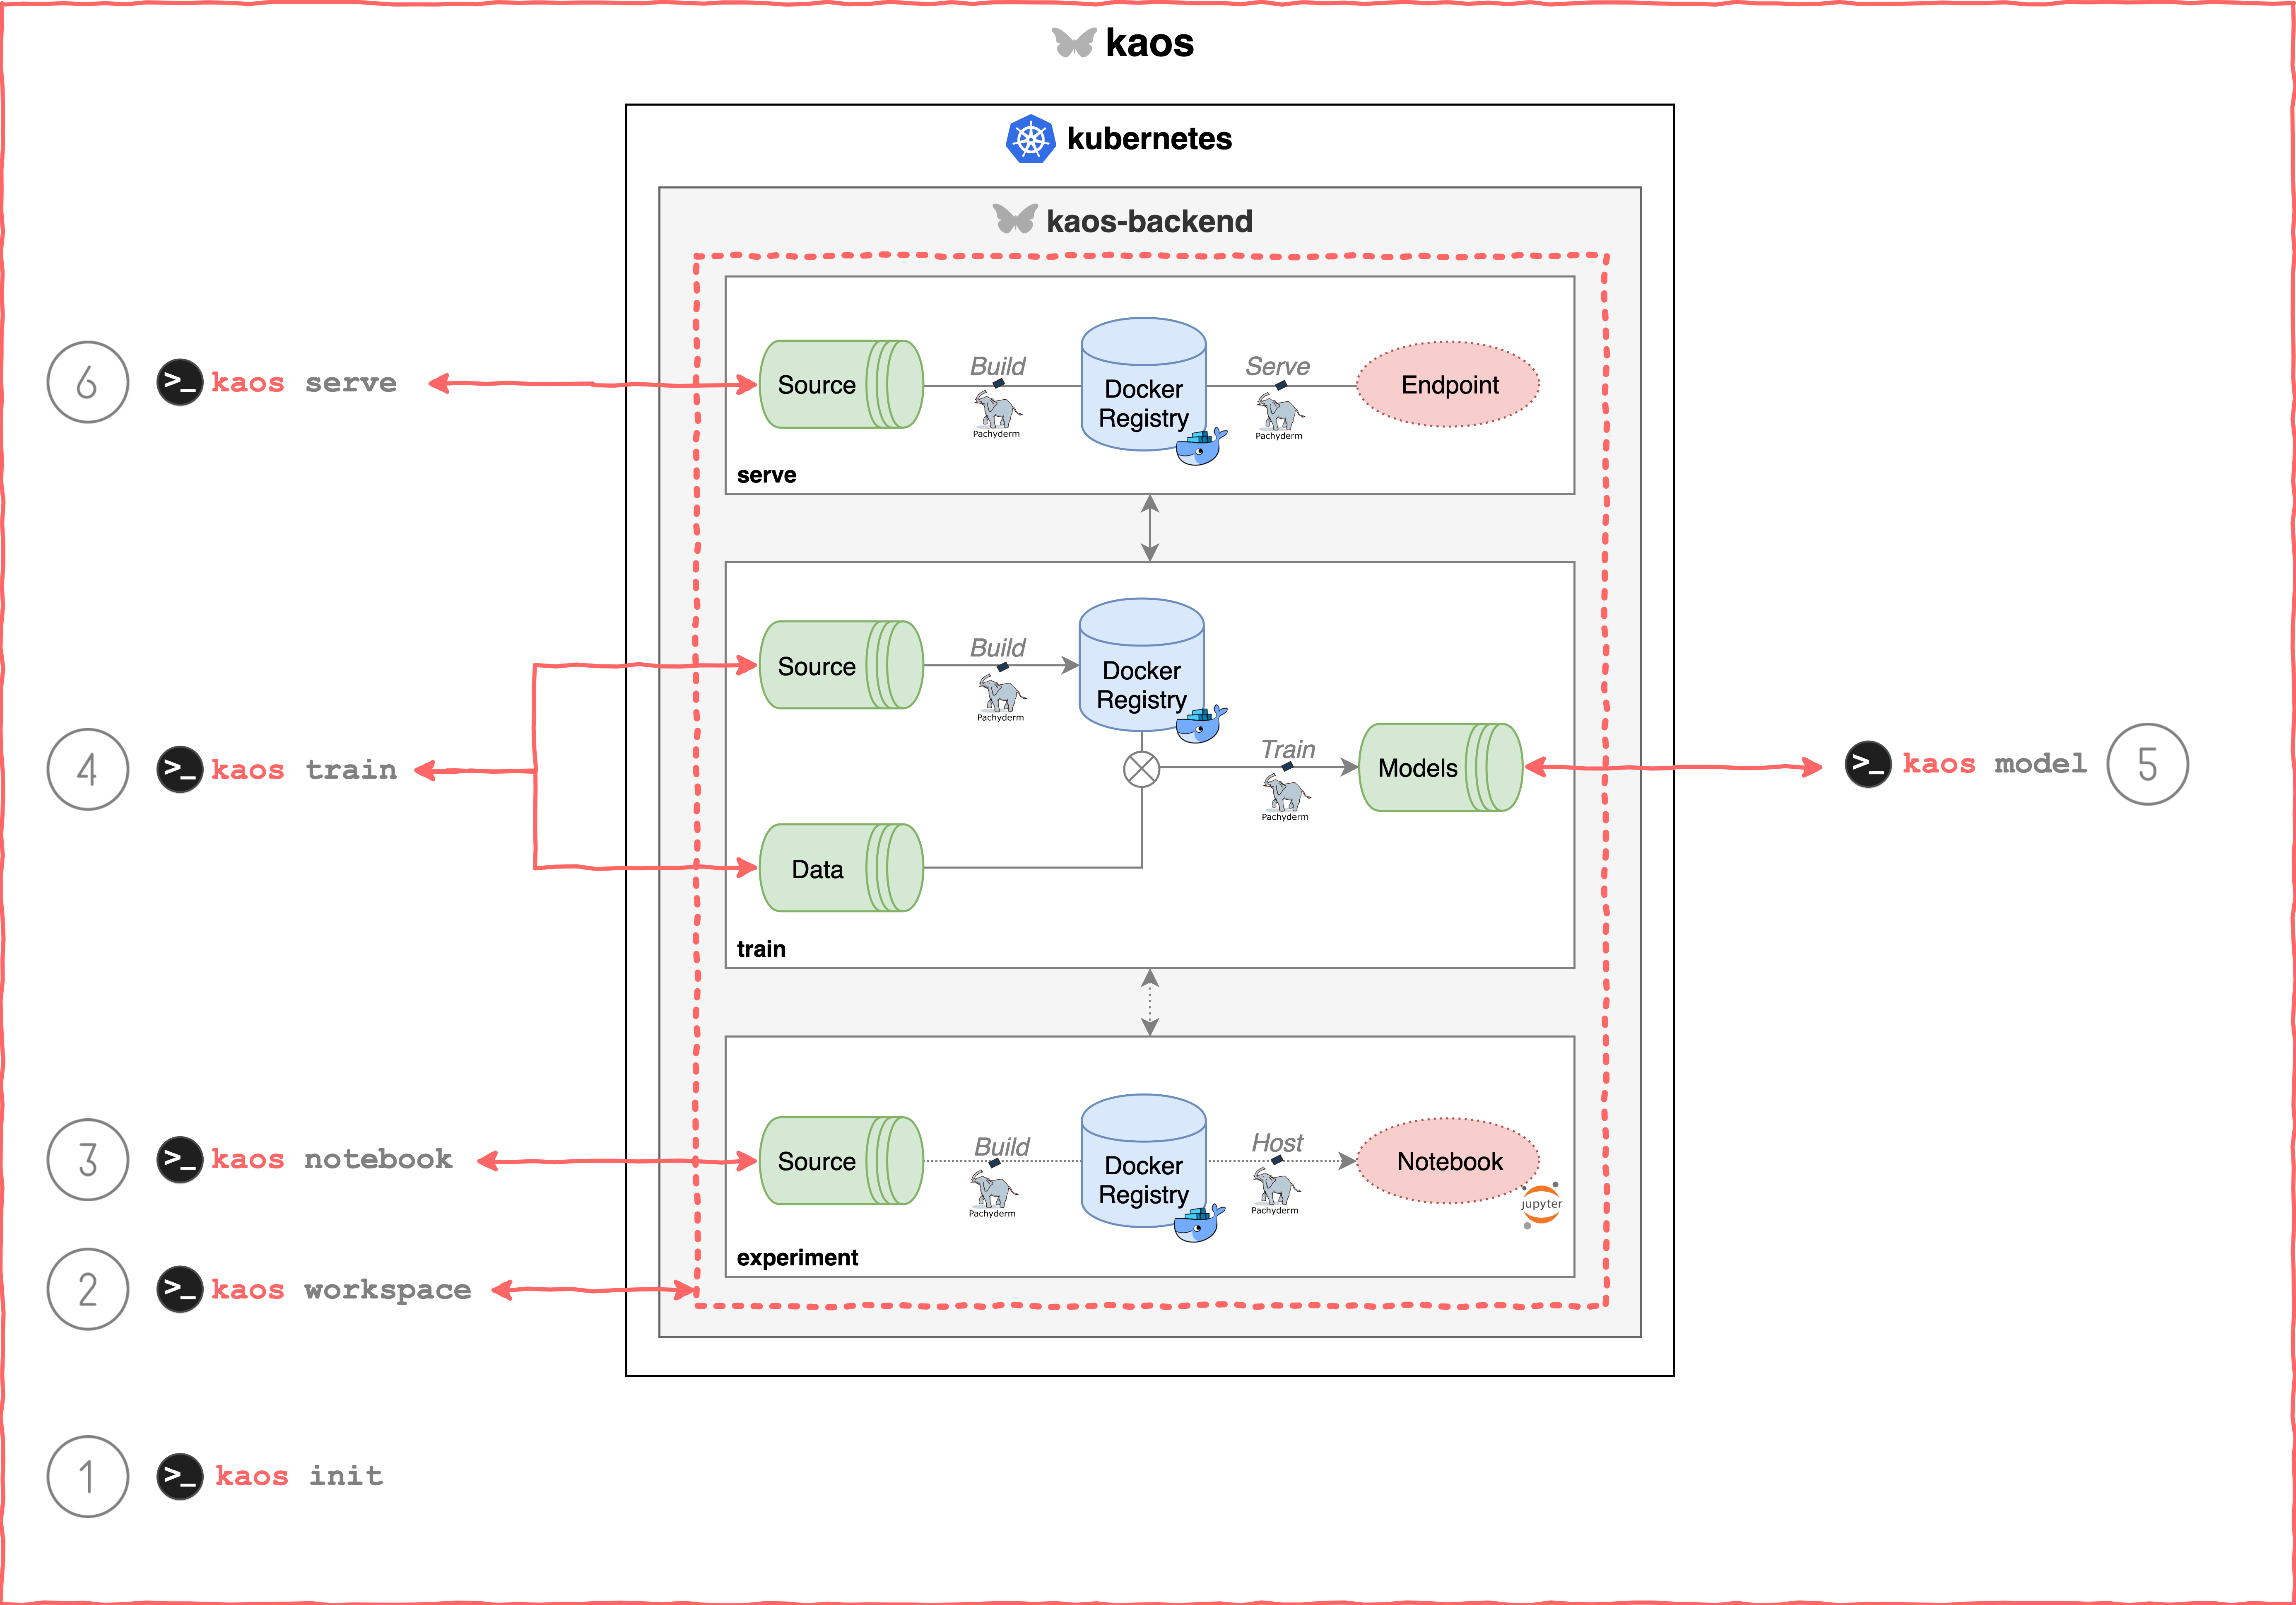 kaos
kubernetes
kaos-backend
6 >_ kaos serve
Source
Build
Pachyderm
Docker
Registry
Serve
Pachyderm
Endpoint
serve
4 >_ kaos train
Source
Build
Pachyderm
Docker
Registry
Data
Train
Pachyderm
Models
train
>_ kaos model 5
3 >_ kaos notebook
Source
Build
Pachyderm
Docker
Registry
Host
Pachyderm
Notebook
jupyter
experiment
2 >_ kaos workspace
1 >_ kaos init